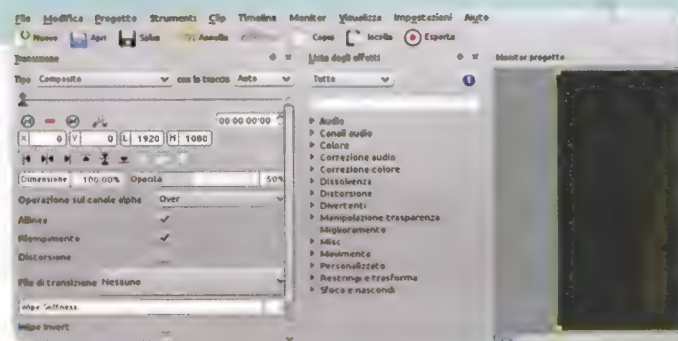 File Modifica Progetto Strumenti Clip Timeline Monitor Visualizza Impostazioni Aiuto
Nuovo Apri Salva Annulla Copia Incolla Esporta
Transizione
Lista degli effetti
Monitor progetto
Tipo Composito con la traccia Auto
Tutto
00:00:00:00
X 0 Y 0 L 1920 H 1080
Dimensione 100.00% Opacità 50%
Operazione sul canale alpha Over
Allinea
Riempimento
Distorsione
File di transizione Nessuno
Wipe Softness
Wipe Invert
Audio
Canali audio
Colore
Correzione audio
Correzione colore
Dissolvenza
Distorsione
Divertenti
Manipolazione trasparenza
Miglioramento
Misc
Movimento
Personalizzato
Restringi e trasforma
Sfoca e nascondi